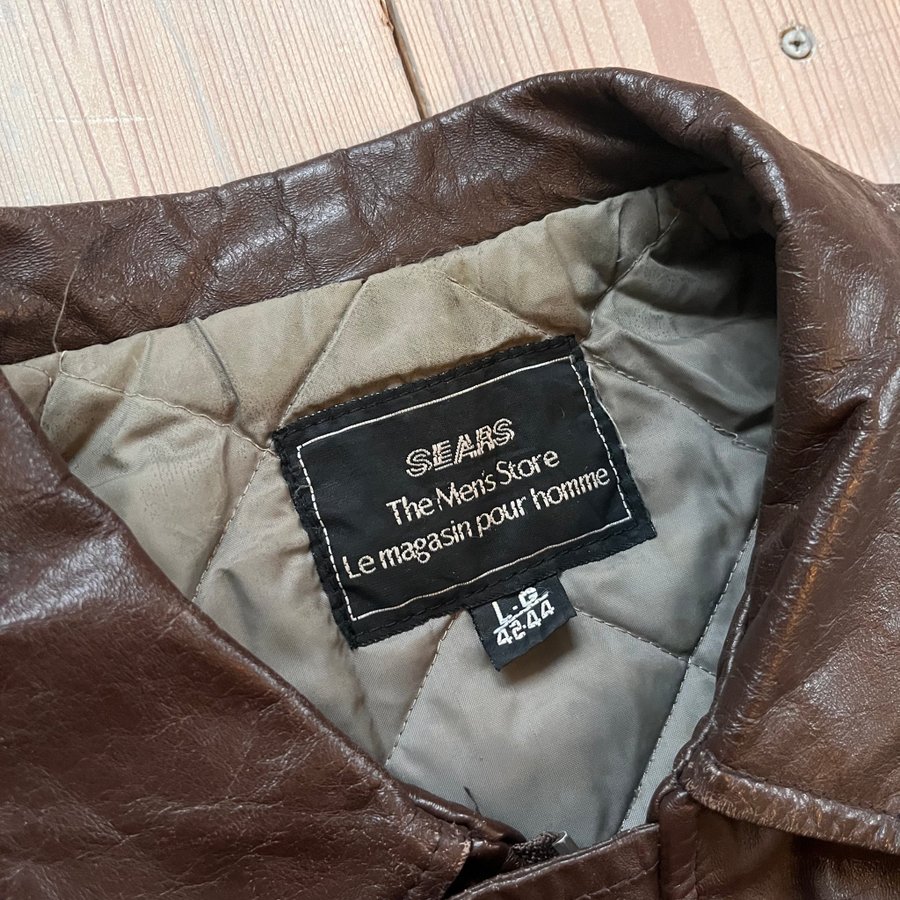 SEARS
The Men's Store
Le magasin pour homme
L-G
42-44